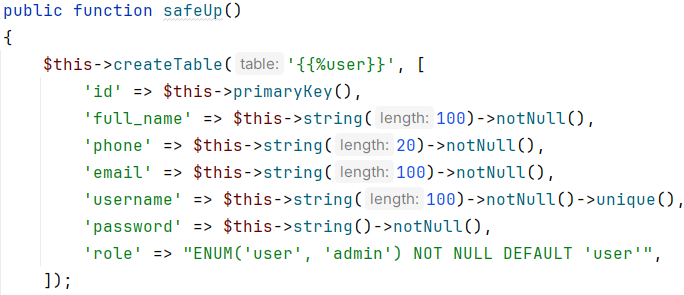 public function safeUp()
{
    $this->createTable( table: '{{%user}}', [
        'id' => $this->primaryKey(),
        'full_name' => $this->string( length: 100)->notNull(),
        'phone' => $this->string( length: 20)->notNull(),
        'email' => $this->string( length: 100)->notNull(),
        'username' => $this->string( length: 100)->notNull()->unique(),
        'password' => $this->string()->notNull(),
        'role' => "ENUM('user', 'admin') NOT NULL DEFAULT 'user'",
    ]);